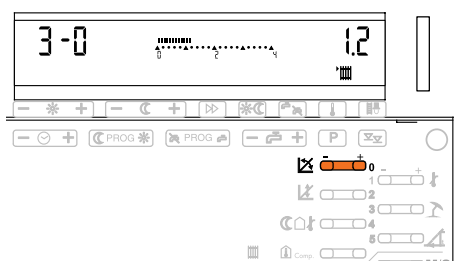 3-0 1.2
0 2 4
- + - +
- + PROG PROG - + P
- + 0 - +
1
2
3
4
5
Comp